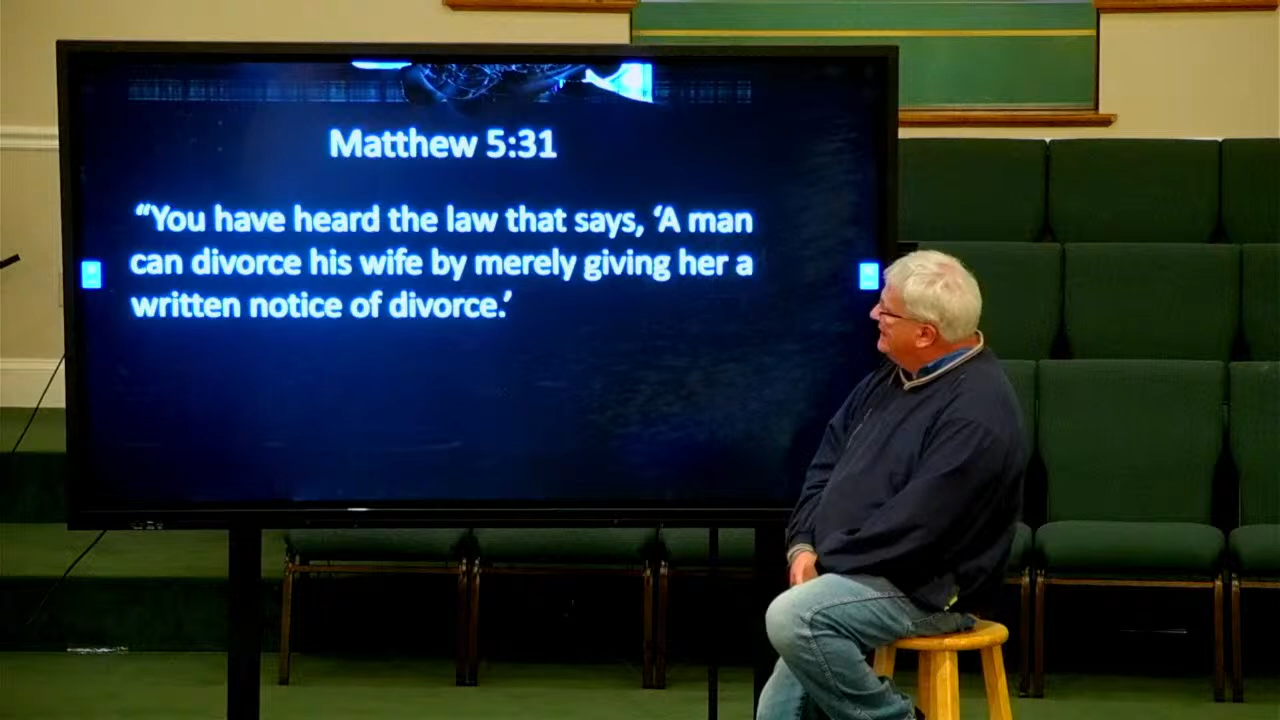 Matthew 5:31
“You have heard the law that says, ‘A man
can divorce his wife by merely giving her a
written notice of divorce.’